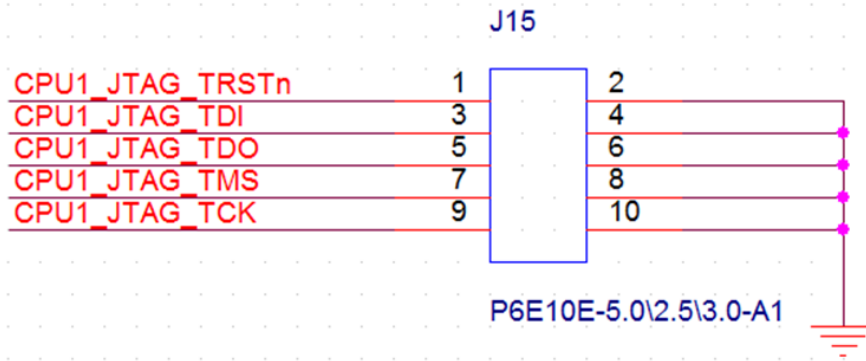 J15
CPU1_JTAG_TRSTn 1 2
CPU1_JTAG_TDI 3 4
CPU1_JTAG_TDO 5 6
CPU1_JTAG_TMS 7 8
CPU1_JTAG_TCK 9 10
P6E10E-5.0\2.5\3.0-A1